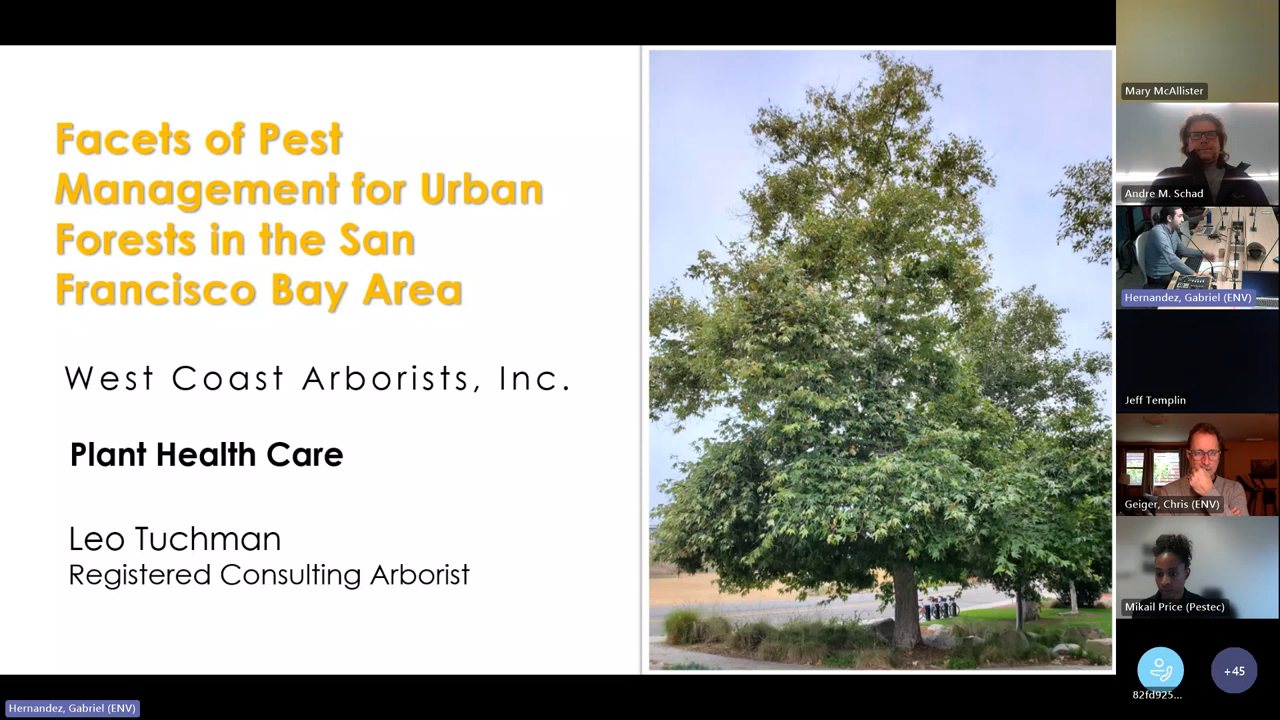 Facets of Pest
Management for Urban
Forests in the San
Francisco Bay Area
West Coast Arborists, Inc.
Plant Health Care
Leo Tuchman
Registered Consulting Arborist
Mary McAllister
Andre M. Schad
Hernandez, Gabriel (ENV)
Jeff Templin
Geiger, Chris (ENV)
Mikail Price (Pestec)
82fd925...
+45
Hernandez, Gabriel (ENV)